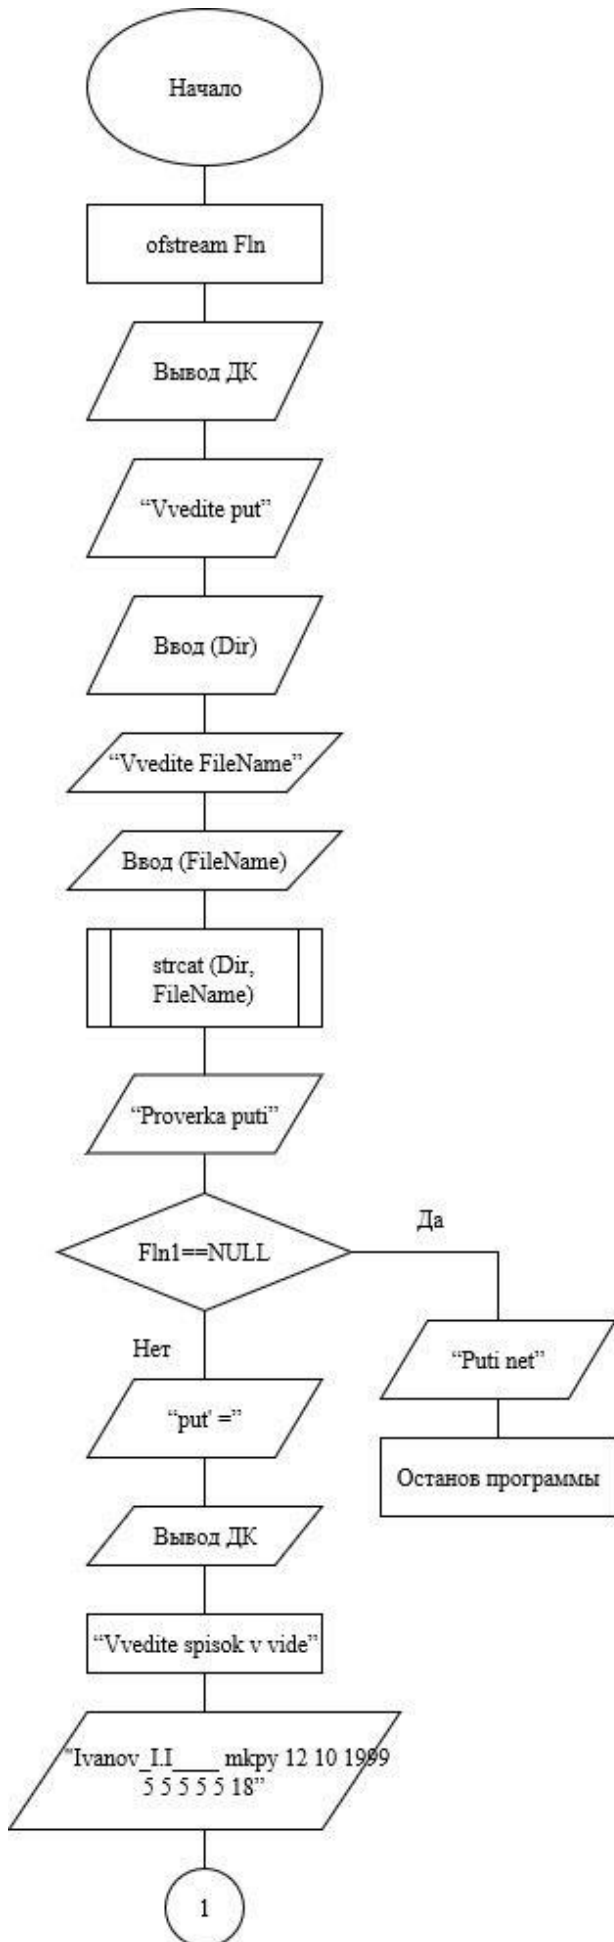 Начало
ofstream Fln
Вывод ДК
“Vvedite put”
Ввод (Dir)
“Vvedite FileName”
Ввод (FileName)
strcat (Dir,
FileName)
“Proverka puti”
Fln1==NULL
Да
“Puti net”
Останов программы
Нет
“put' =”
Вывод ДК
“Vvedite spisok v vide”
"Ivanov_I.I____ mkpy 12 10 1999
5 5 5 5 5 18”
1